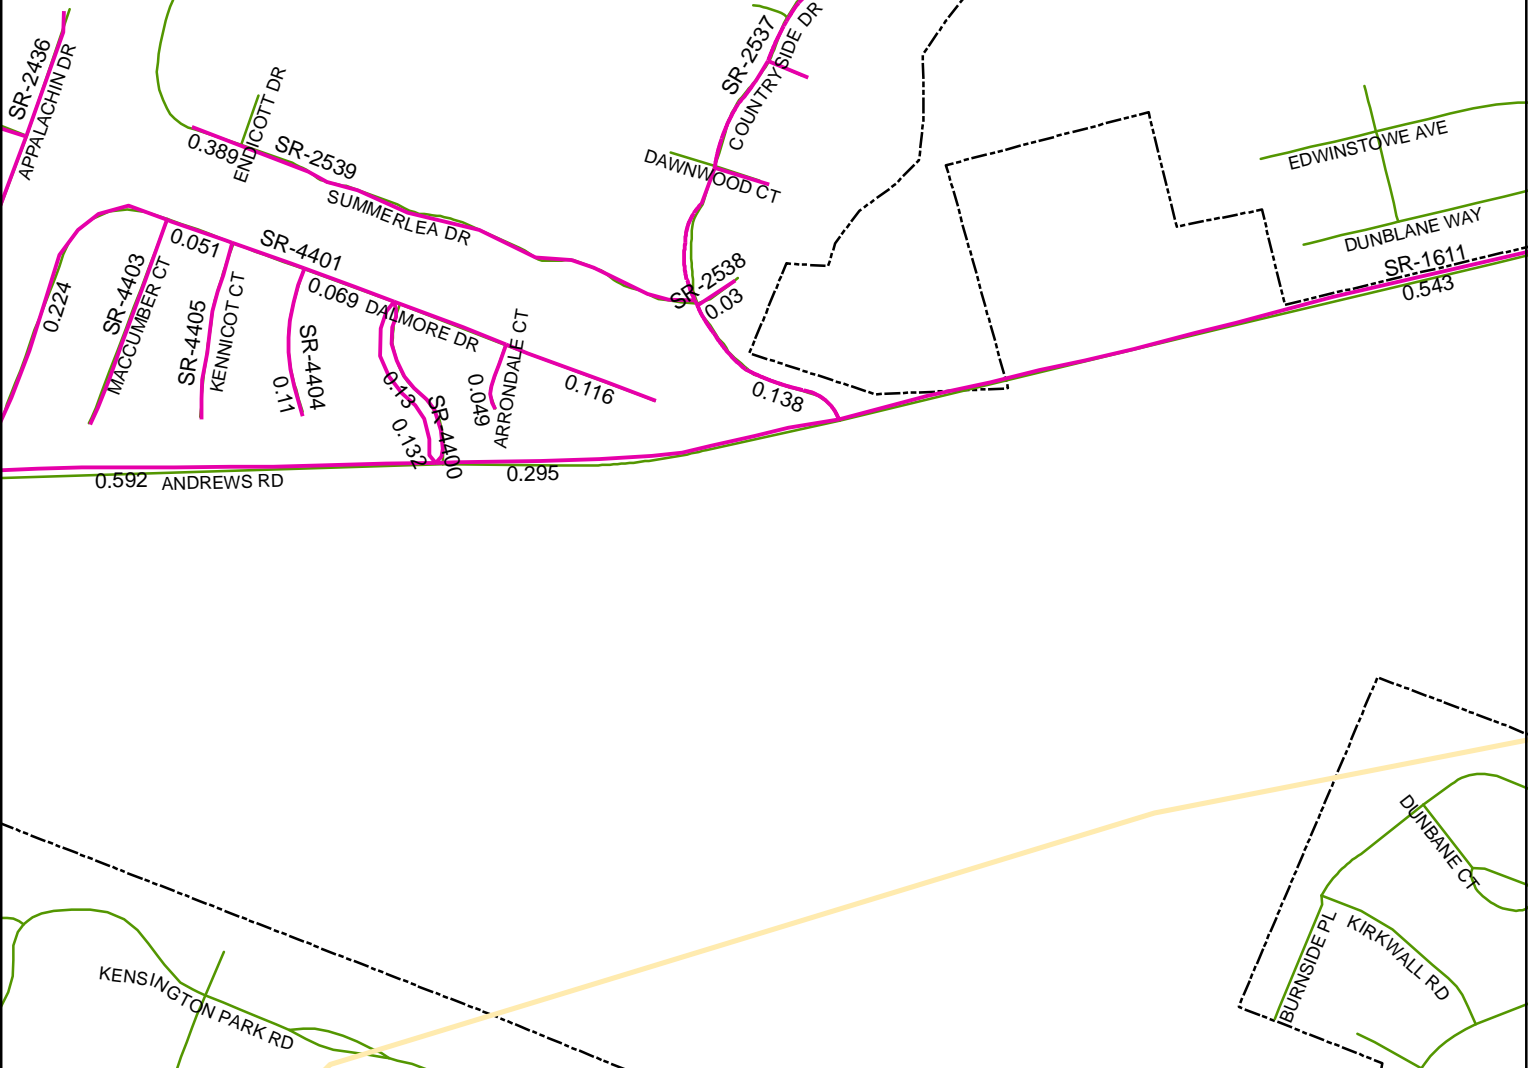 SR-2436
APPALACHIN DR
ENDICOTT DR
0.389
SR-2539
SUMMERLEA DR
SR-2537
COUNTRYSIDE DR
DAWNWOOD CT
EDWINSTOWE AVE
DUNBLANE WAY
SR-1611
0.543
0.224
SR-4403
MACCUMBER CT
0.051
SR-4401
SR-4405
KENNICOT CT
0.069
DALMORE DR
SR-4404
0.11
0.13
0.132
SR-4400
0.049
ARRONDALE CT
0.116
SR-2538
0.03
0.138
0.592
ANDREWS RD
0.295
DUNBANE CT
KIRKWALL RD
BURNSIDE PL
KENSINGTON PARK RD